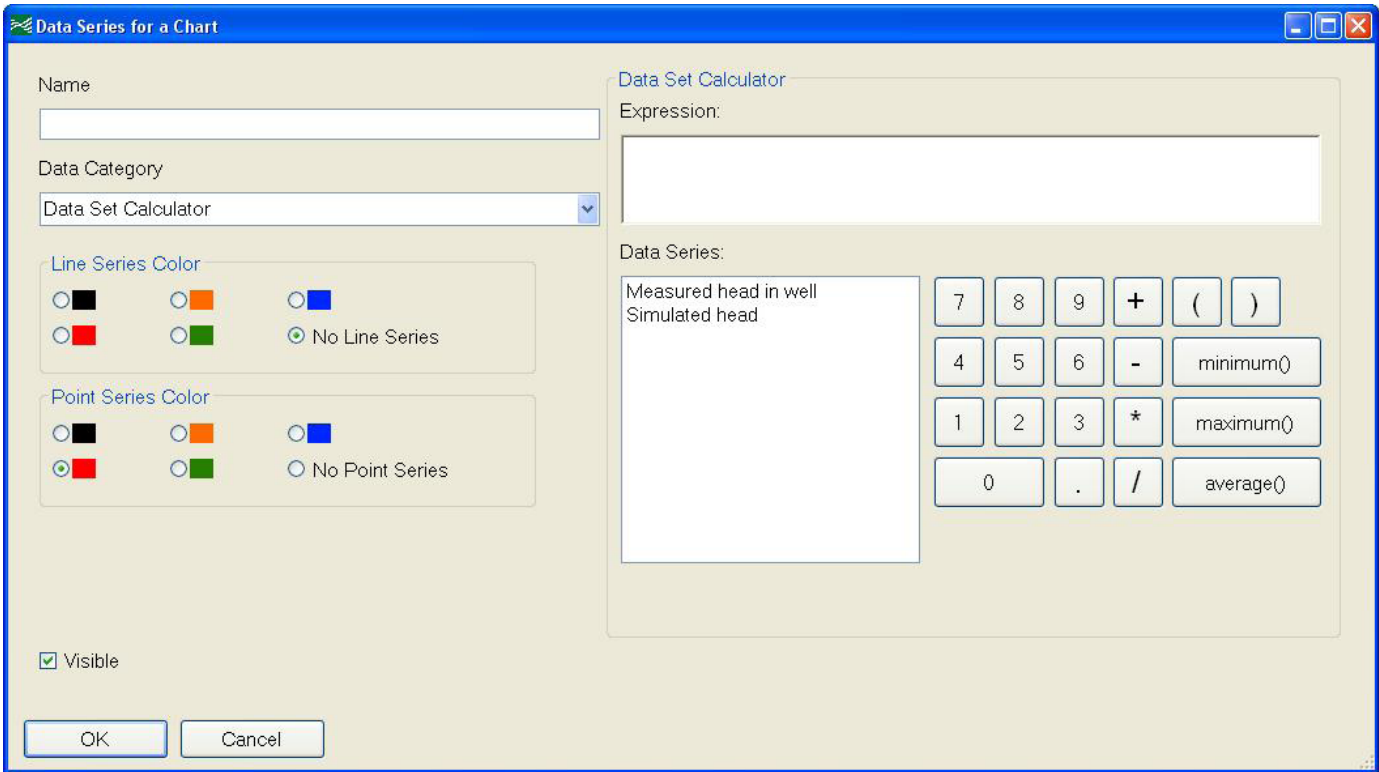 Data Series for a Chart
Name
Data Category
Data Set Calculator
Line Series Color
No Line Series
Point Series Color
No Point Series
Visible
OK
Cancel
Data Set Calculator
Expression:
Data Series:
Measured head in well
Simulated head
7 8 9 + ( )
4 5 6 - minimum()
1 2 3 * maximum()
0 . / average()